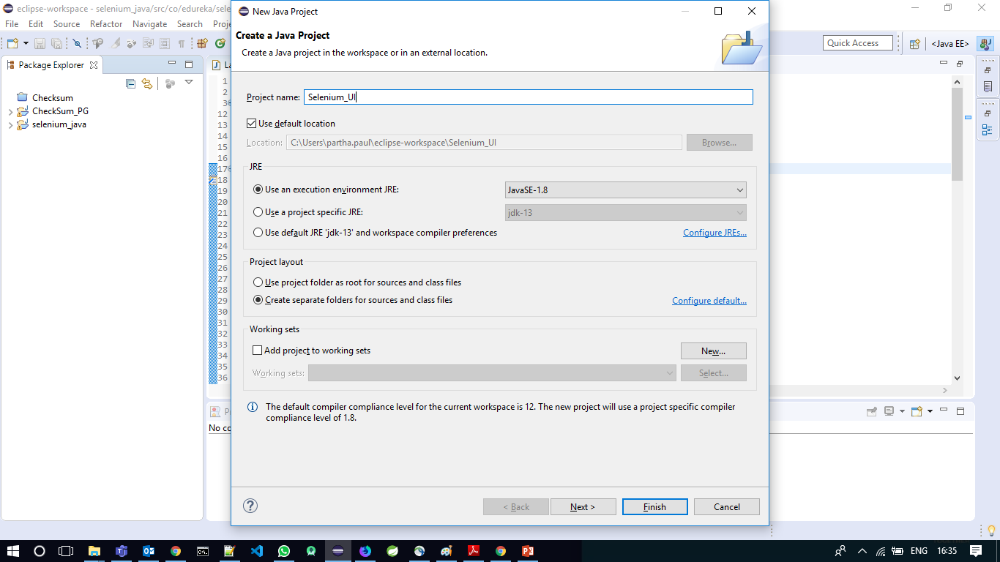 eclipse-workspace - selenium_java/src/co/edureka/sele
File Edit Source Refactor Navigate Search Proje
Quick Access
<Java EE>
Package Explorer
Checksum
CheckSum_PG
selenium_java
1
2
3
12
13
14
15
16
17
18
19
20
21
22
23
24
25
26
27
28
29
30
31
32
33
34
35
36
No co
New Java Project
Create a Java Project
Create a Java project in the workspace or in an external location.
Project name: Selenium_UI
Use default location
Location: C:\Users\partha.paul\eclipse-workspace\Selenium_UI Browse...
JRE
Use an execution environment JRE: JavaSE-1.8
Use a project specific JRE: jdk-13
Use default JRE 'jdk-13' and workspace compiler preferences Configure JREs...
Project layout
Use project folder as root for sources and class files
Create separate folders for sources and class files Configure default...
Working sets
Add project to working sets New...
Working sets: Select...
The default compiler compliance level for the current workspace is 12. The new project will use a project specific compiler
compliance level of 1.8.
< Back Next > Finish Cancel
ENG 16:35